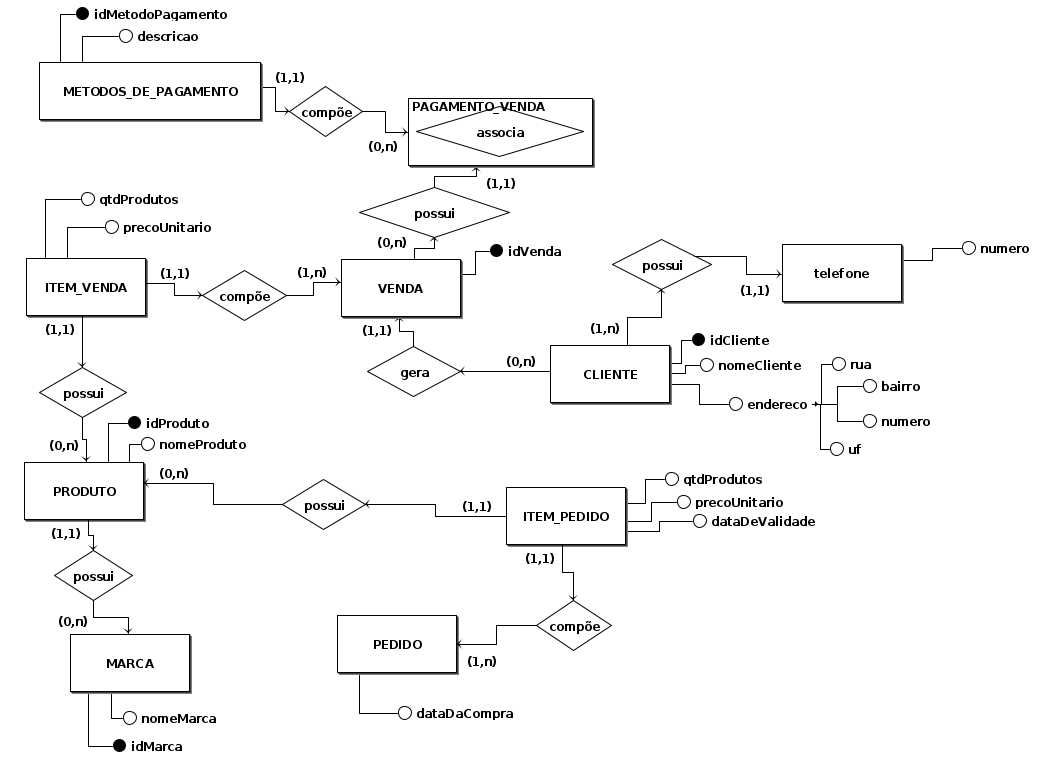 idMetodoPagamento
descricao
METODOS_DE_PAGAMENTO
(1,1)
compõe
(0,n)
PAGAMENTO_VENDA
associa
(1,1)
possui
(0,n)
qtdProdutos
precoUnitario
ITEM_VENDA
(1,1)
compõe
(1,n)
VENDA
idVenda
(1,1)
gera
(0,n)
CLIENTE
(1,n)
possui
(1,1)
telefone
numero
idCliente
nomeCliente
endereco
rua
bairro
numero
uf
(1,1)
possui
(0,n)
idProduto
nomeProduto
PRODUTO
(0,n)
possui
(1,1)
ITEM_PEDIDO
qtdProdutos
precoUnitario
dataDeValidade
(1,1)
compõe
(1,n)
PEDIDO
dataDaCompra
(1,1)
possui
(0,n)
MARCA
nomeMarca
idMarca